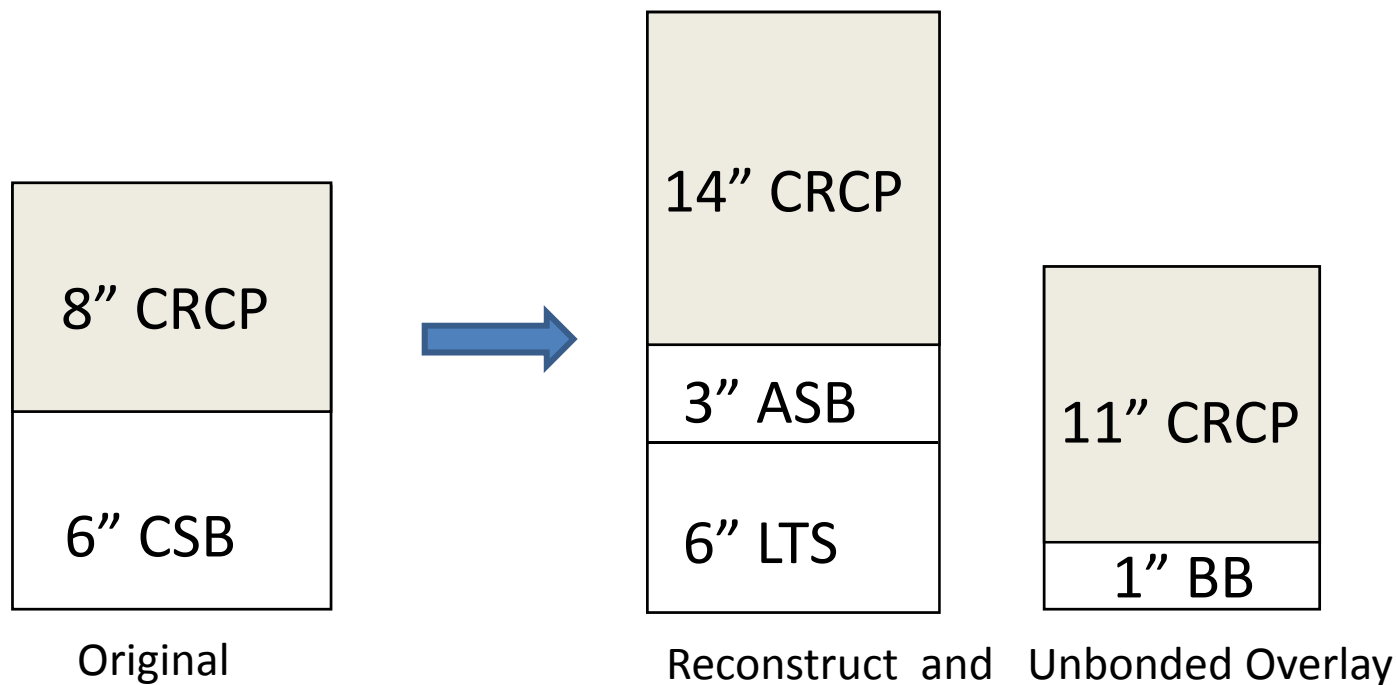 8” CRCP
6” CSB
Original
14” CRCP
3” ASB
6” LTS
11” CRCP
1” BB
Reconstruct and Unbonded Overlay